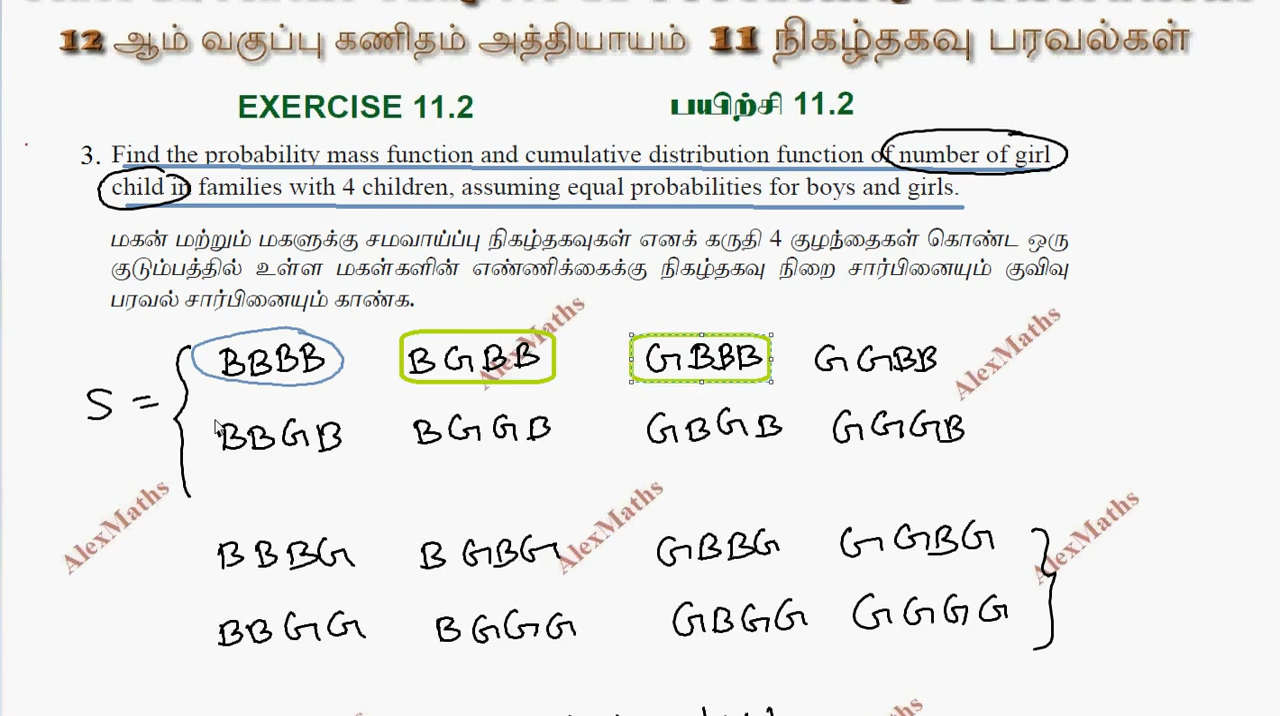 12 ஆம் வகுப்பு கணிதம் அத்தியாயம் 11 நிகழ்தகவு பரவல்கள்
EXERCISE 11.2 பயிற்சி 11.2
3. Find the probability mass function and cumulative distribution function of number of girl
child in families with 4 children, assuming equal probabilities for boys and girls.
மகன் மற்றும் மகளுக்கு சமவாய்ப்பு நிகழ்தகவுகள் எனக் கருதி 4 குழந்தைகள் கொண்ட ஒரு
குடும்பத்தில் உள்ள மகள்களின் எண்ணிக்கைக்கு நிகழ்தகவு நிறை சார்பினையும் குவிவு
பரவல் சார்பினையும் காண்க.
S = { BBBB BGBB GBBB GGBB
BBGB BGGB GBGB GGGB
BBBG BGBG GBBG GGBG
BBGG BGGG GBGG GGGG }
AlexMaths
AlexMaths
AlexMaths
AlexMaths
AlexMaths